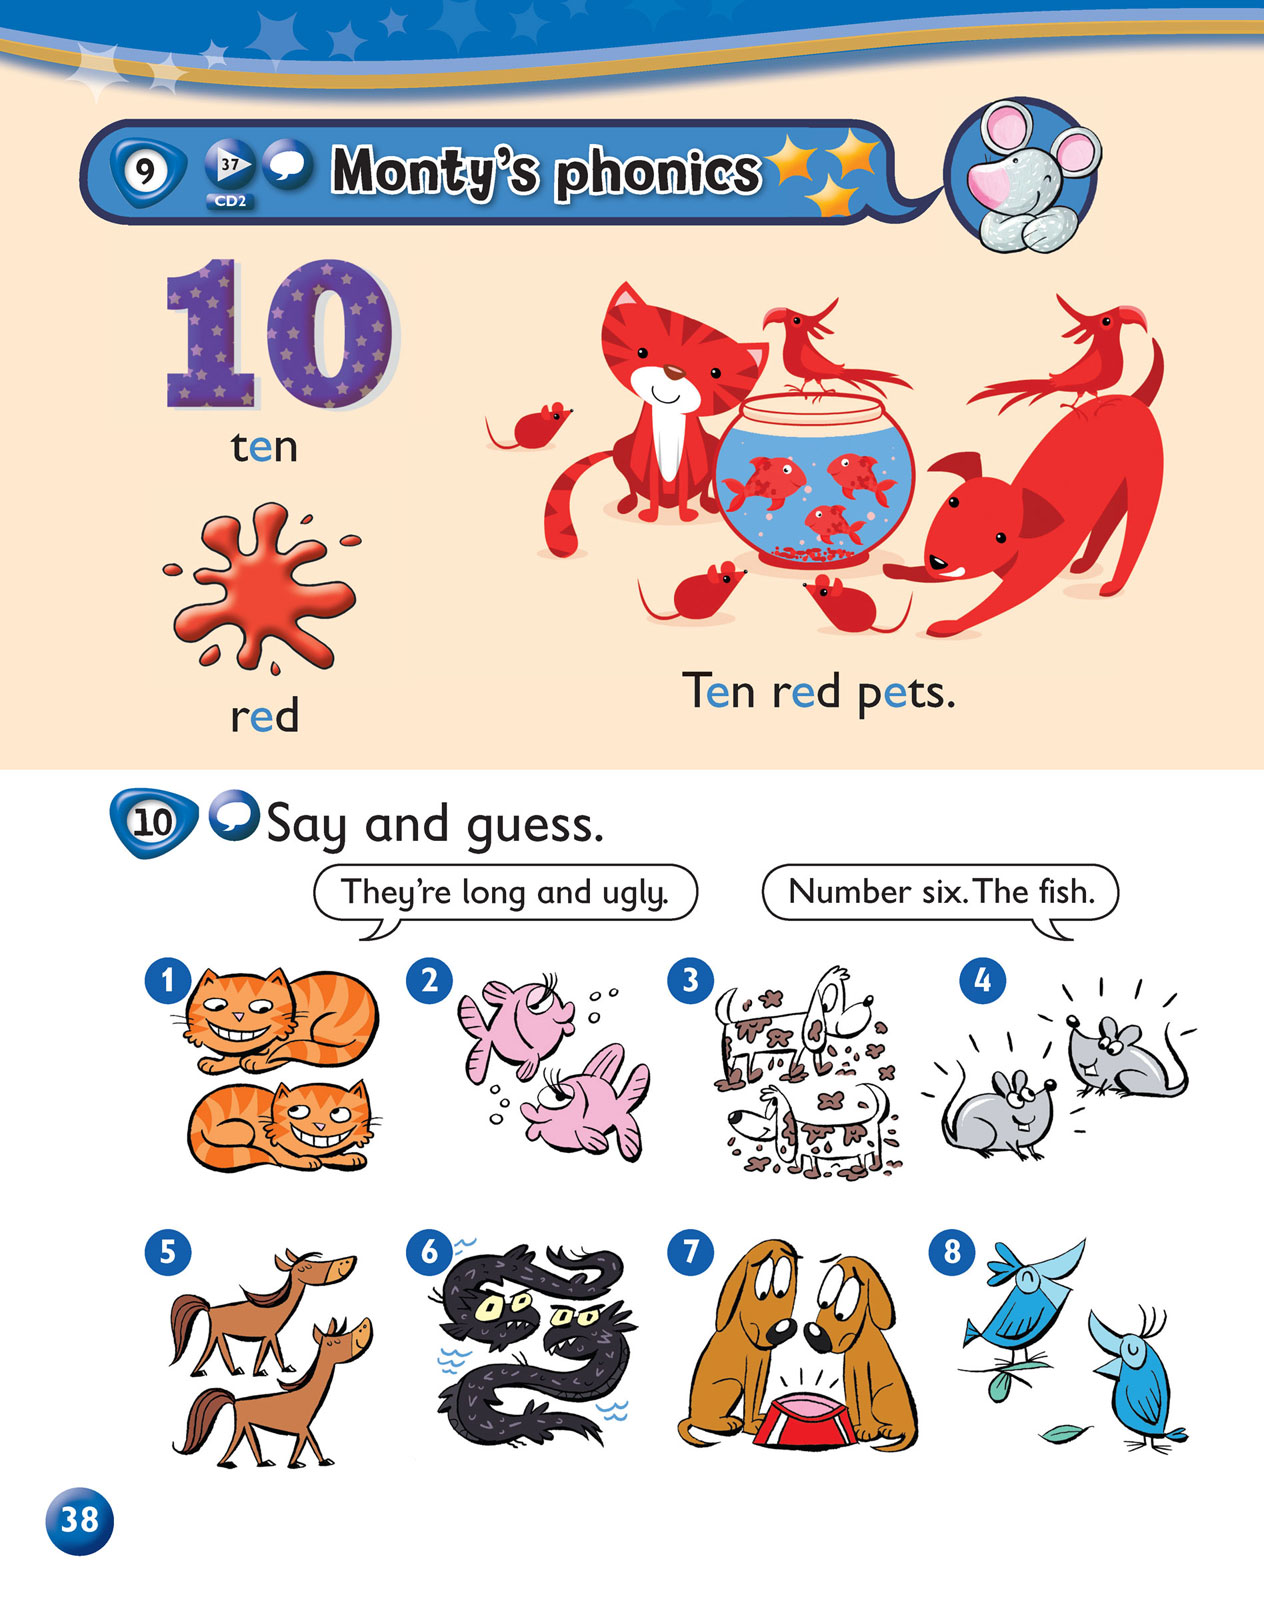 9
37
CD2
Monty's phonics
10
ten
red
Ten red pets.
10
Say and guess.
They're long and ugly.
Number six. The fish.
1
2
3
4
5
6
7
8
38